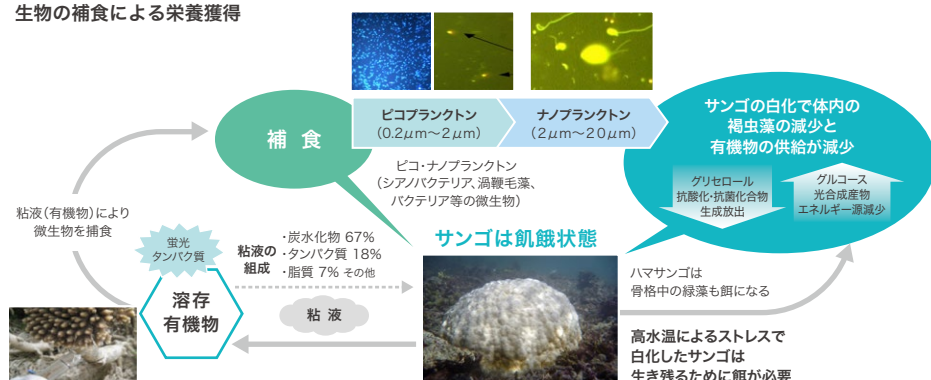 生物の補食による栄養獲得
補 食
ピコプランクトン
（0.2μm〜2μm）
ナノプランクトン
（2μm〜20μm）
ピコ・ナノプランクトン
（シアノバクテリア、渦鞭毛藻、
バクテリア等の微生物）
サンゴの白化で体内の
褐虫藻の減少と
有機物の供給が減少
グリセロール
抗酸化・抗菌化合物
生成放出
グルコース
光合成産物
エネルギー源減少
粘液（有機物）により
微生物を捕食
蛍光
タンパク質
溶存
有機物
粘液の
組成
・炭水化物 67%
・タンパク質 18%
・脂質 7% その他
粘 液
サンゴは飢餓状態
ハマサンゴは
骨格中の緑藻も餌になる
高水温によるストレスで
白化したサンゴは
生き残るために餌が必要